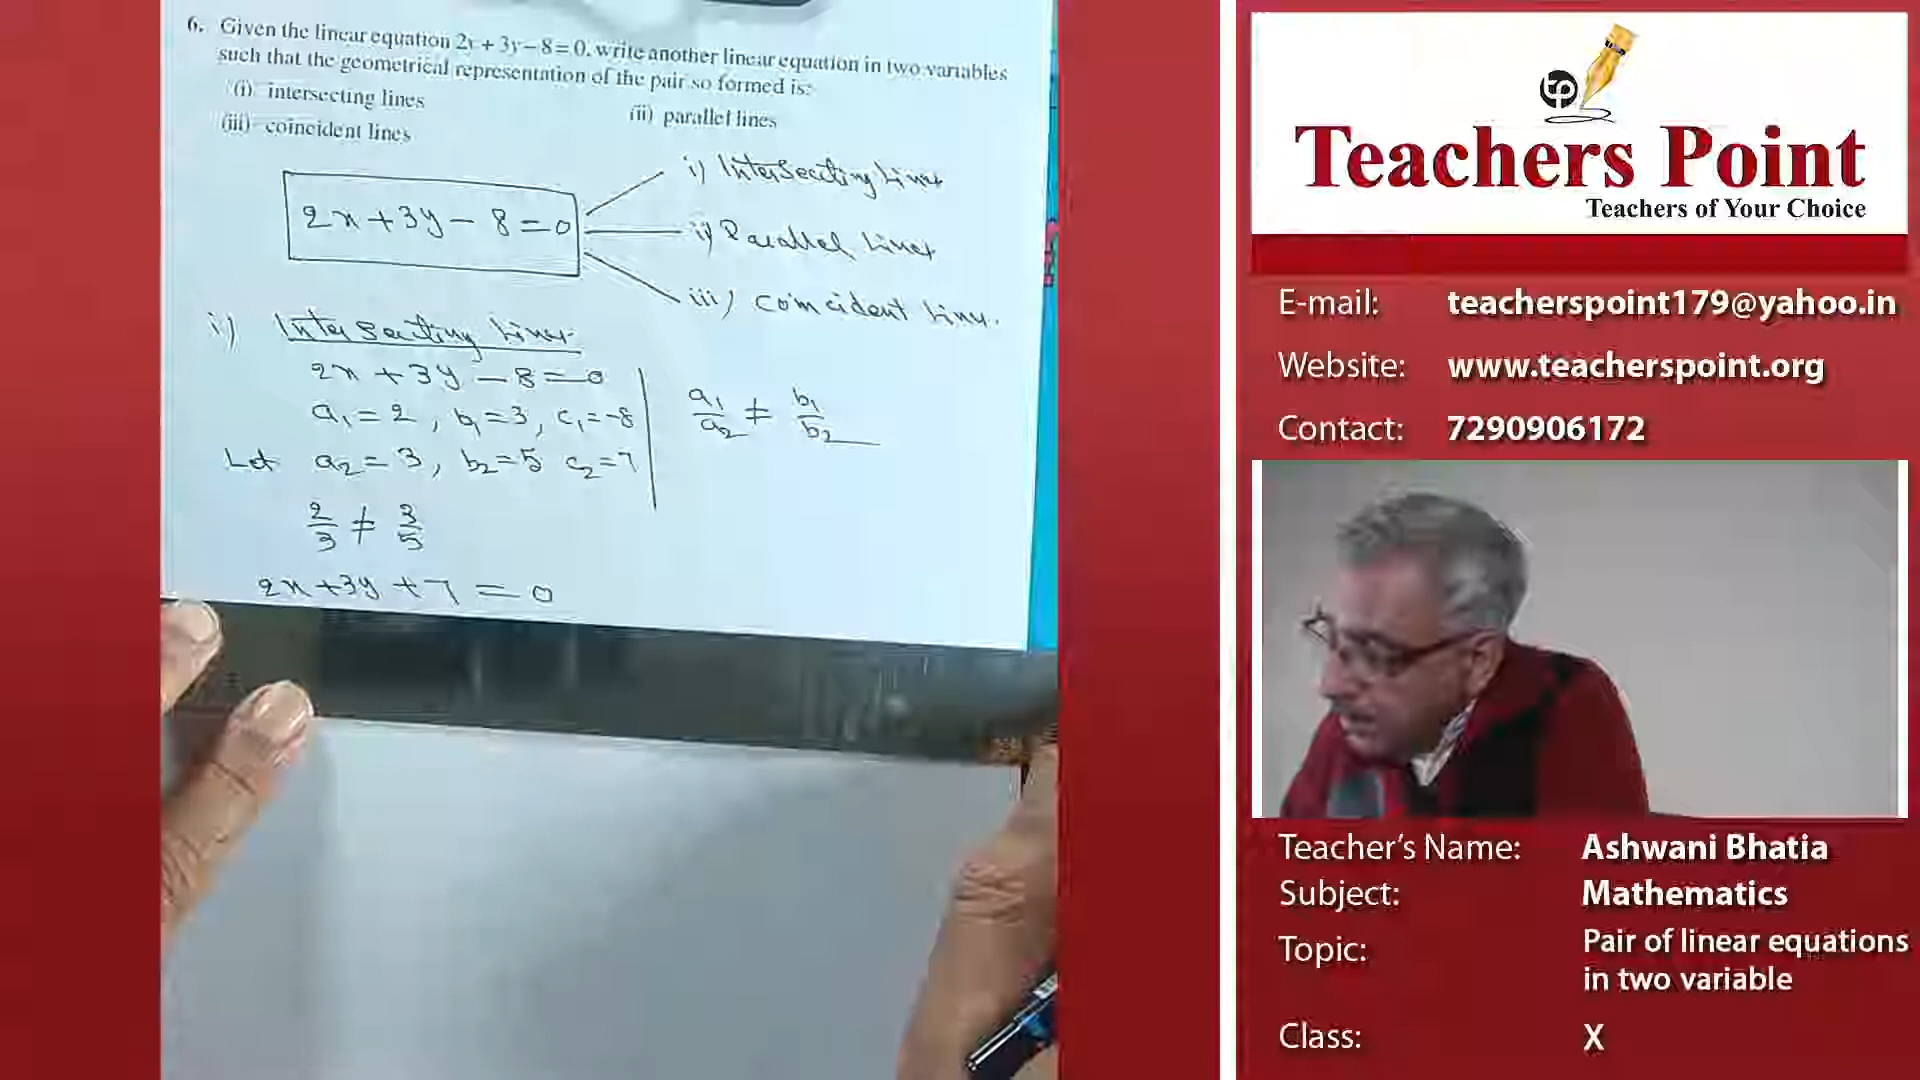 6. Given the linear equation 2x + 3y – 8 = 0, write another linear equation in two variables
such that the geometrical representation of the pair so formed is:
(i) intersecting lines
(ii) parallel lines
(iii) coincident lines
2x + 3y - 8 = 0
i) Intersecting Lines
ii) Parallel Lines
iii) Coincident Lines.
i) Intersecting Lines
2x + 3y - 8 = 0
a₁ = 2, b₁ = 3, c₁ = -8
a₁/a₂ ≠ b₁/b₂
Let a₂ = 3, b₂ = 5 c₂ = 7
2/3 ≠ 3/5
2x + 3y + 7 = 0
tp
Teachers Point
Teachers of Your Choice
E-mail: teacherspoint179@yahoo.in
Website: www.teacherspoint.org
Contact: 7290906172
Teacher's Name: Ashwani Bhatia
Subject: Mathematics
Topic: Pair of linear equations
in two variable
Class: X